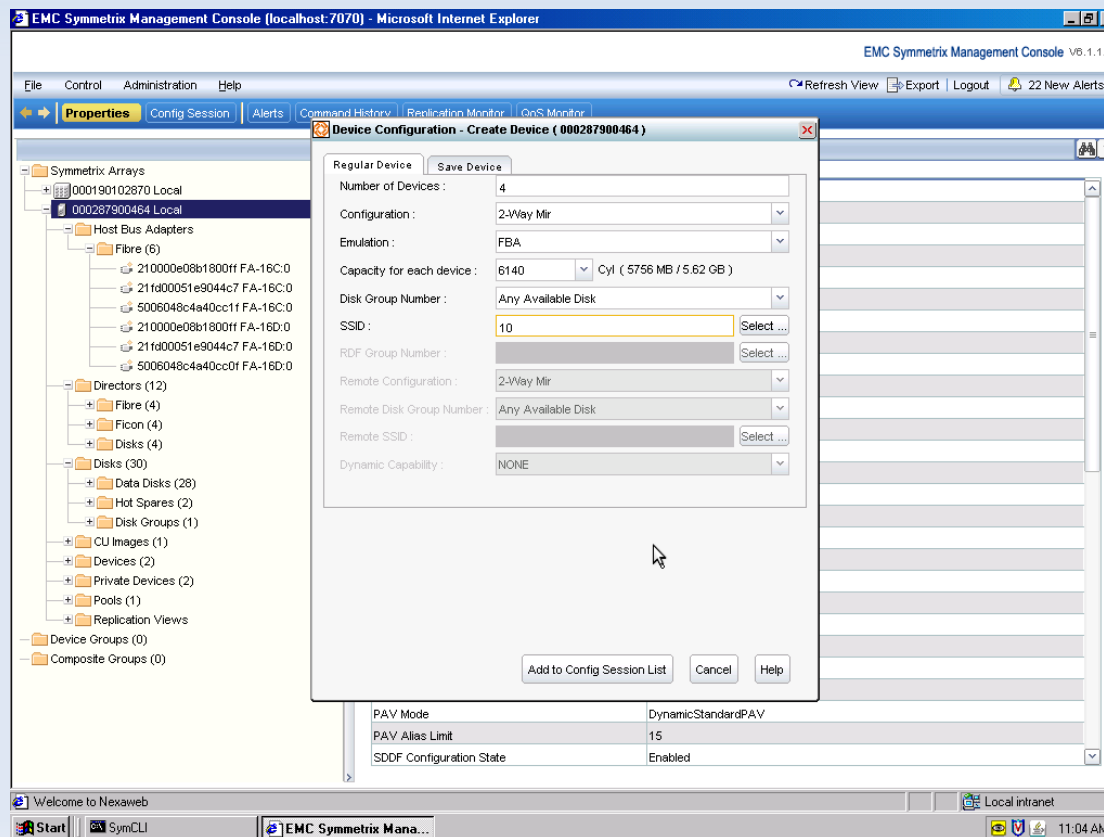 EMC Symmetrix Management Console (localhost:7070) - Microsoft Internet Explorer
EMC Symmetrix Management Console V6.1.1.
File Control Administration Help
Refresh View Export Logout 22 New Alerts
Properties Config Session Alerts Command History Replication Monitor QoS Monitor
Device Configuration - Create Device ( 000287900464 )
Regular Device Save Device
Number of Devices : 4
Configuration : 2-Way Mir
Emulation : FBA
Capacity for each device : 6140 Cyl ( 5756 MB / 5.62 GB )
Disk Group Number : Any Available Disk
SSID : 10 Select ...
RDF Group Number : Select ...
Remote Configuration : 2-Way Mir
Remote Disk Group Number : Any Available Disk
Remote SSID : Select ...
Dynamic Capability : NONE
Add to Config Session List Cancel Help
Symmetrix Arrays
000190102870 Local
000287900464 Local
Host Bus Adapters
Fibre (6)
210000e08b1800ff FA-16C:0
21fd00051e9044c7 FA-16C:0
5006048c4a40cc1f FA-16C:0
210000e08b1800ff FA-16D:0
21fd00051e9044c7 FA-16D:0
5006048c4a40cc0f FA-16D:0
Directors (12)
Fibre (4)
Ficon (4)
Disks (4)
Disks (30)
Data Disks (28)
Hot Spares (2)
Disk Groups (1)
CU Images (1)
Devices (2)
Private Devices (2)
Pools (1)
Replication Views
Device Groups (0)
Composite Groups (0)
PAV Mode DynamicStandardPAV
PAV Alias Limit 15
SDDF Configuration State Enabled
Welcome to Nexaweb Local intranet
Start SymCLI EMC Symmetrix Mana... 11:04 AM